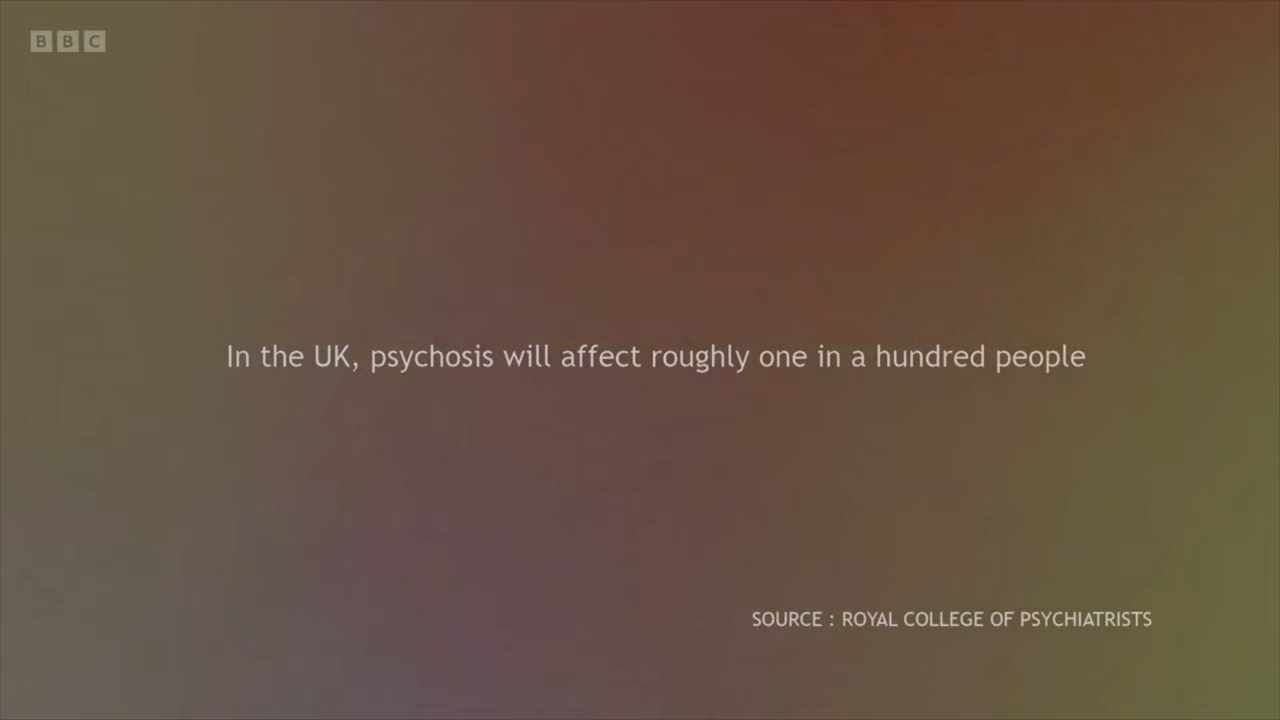 BBC
In the UK, psychosis will affect roughly one in a hundred people
SOURCE : ROYAL COLLEGE OF PSYCHIATRISTS